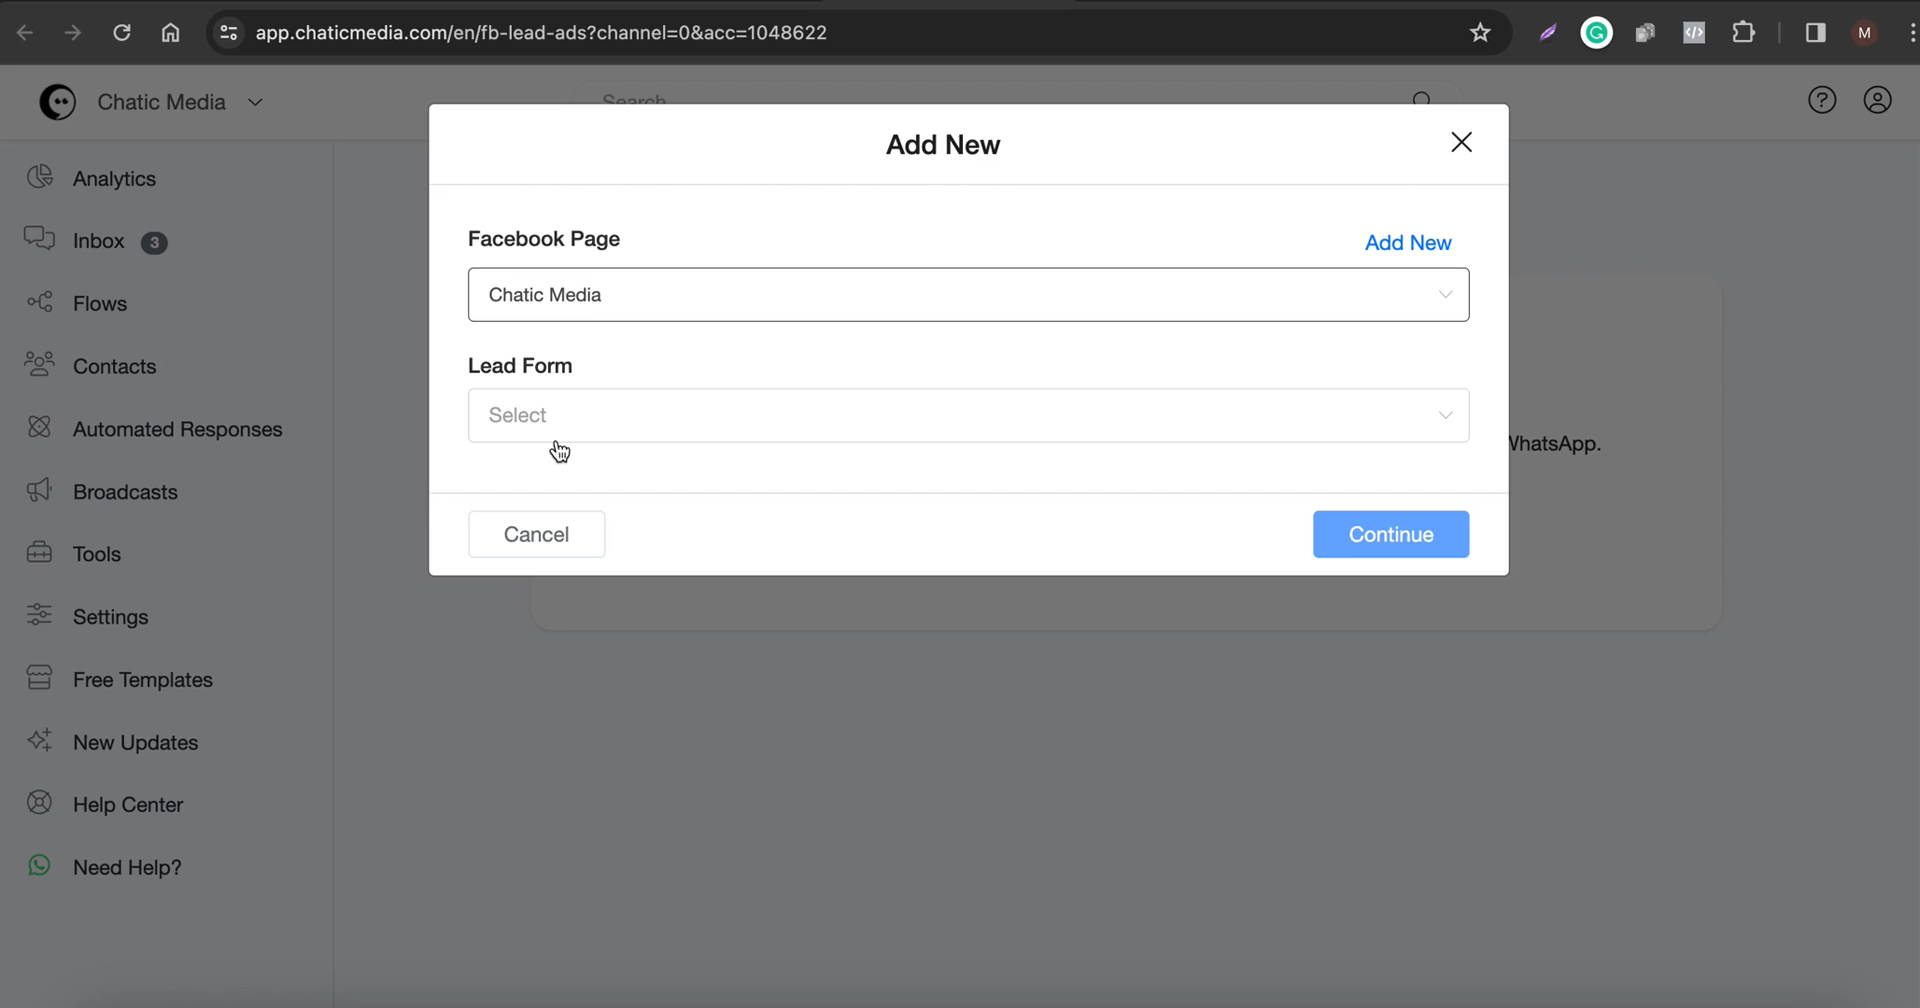 app.chaticmedia.com/en/fb-lead-ads?channel=0&acc=1048622
M
Chatic Media
Search
Add New
Analytics
Inbox 3
Flows
Contacts
Automated Responses
Broadcasts
Tools
Settings
Free Templates
New Updates
Help Center
Need Help?
Facebook Page
Add New
Chatic Media
Lead Form
Select
Cancel
Continue
WhatsApp.